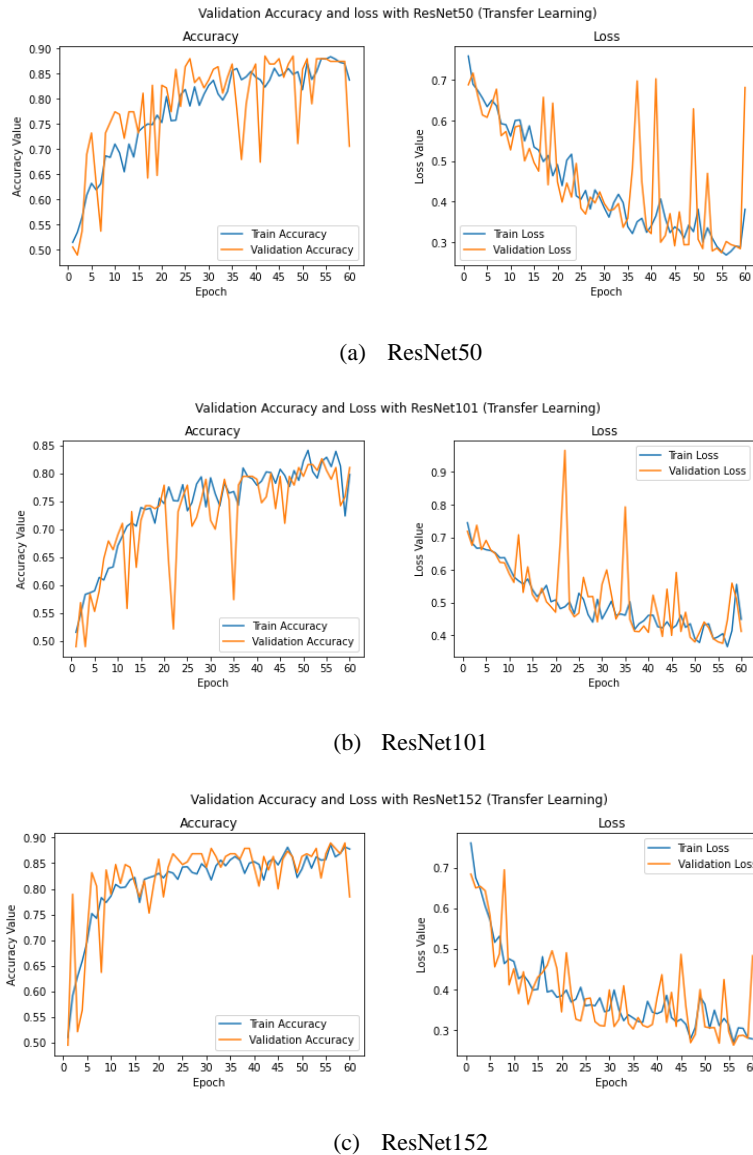 Validation Accuracy and loss with ResNet50 (Transfer Learning)
Accuracy
Loss
0.90
0.85
0.80
0.75
0.70
0.65
0.60
0.55
0.50
Accuracy Value
Train Accuracy
Validation Accuracy
0 5 10 15 20 25 30 35 40 45 50 55 60
Epoch
0.7
0.6
0.5
0.4
0.3
Loss Value
Train Loss
Validation Loss
0 5 10 15 20 25 30 35 40 45 50 55 60
Epoch
(a) ResNet50
Validation Accuracy and Loss with ResNet101 (Transfer Learning)
Accuracy
Loss
0.85
0.80
0.75
0.70
0.65
0.60
0.55
0.50
Accuracy Value
Train Accuracy
Validation Accuracy
0 5 10 15 20 25 30 35 40 45 50 55 60
Epoch
0.9
0.8
0.7
0.6
0.5
0.4
Loss Value
Train Loss
Validation Loss
0 5 10 15 20 25 30 35 40 45 50 55 60
Epoch
(b) ResNet101
Validation Accuracy and Loss with ResNet152 (Transfer Learning)
Accuracy
Loss
0.90
0.85
0.80
0.75
0.70
0.65
0.60
0.55
0.50
Accuracy Value
Train Accuracy
Validation Accuracy
0 5 10 15 20 25 30 35 40 45 50 55 60
Epoch
0.7
0.6
0.5
0.4
0.3
Loss Value
Train Loss
Validation Loss
0 5 10 15 20 25 30 35 40 45 50 55 60
Epoch
(c) ResNet152